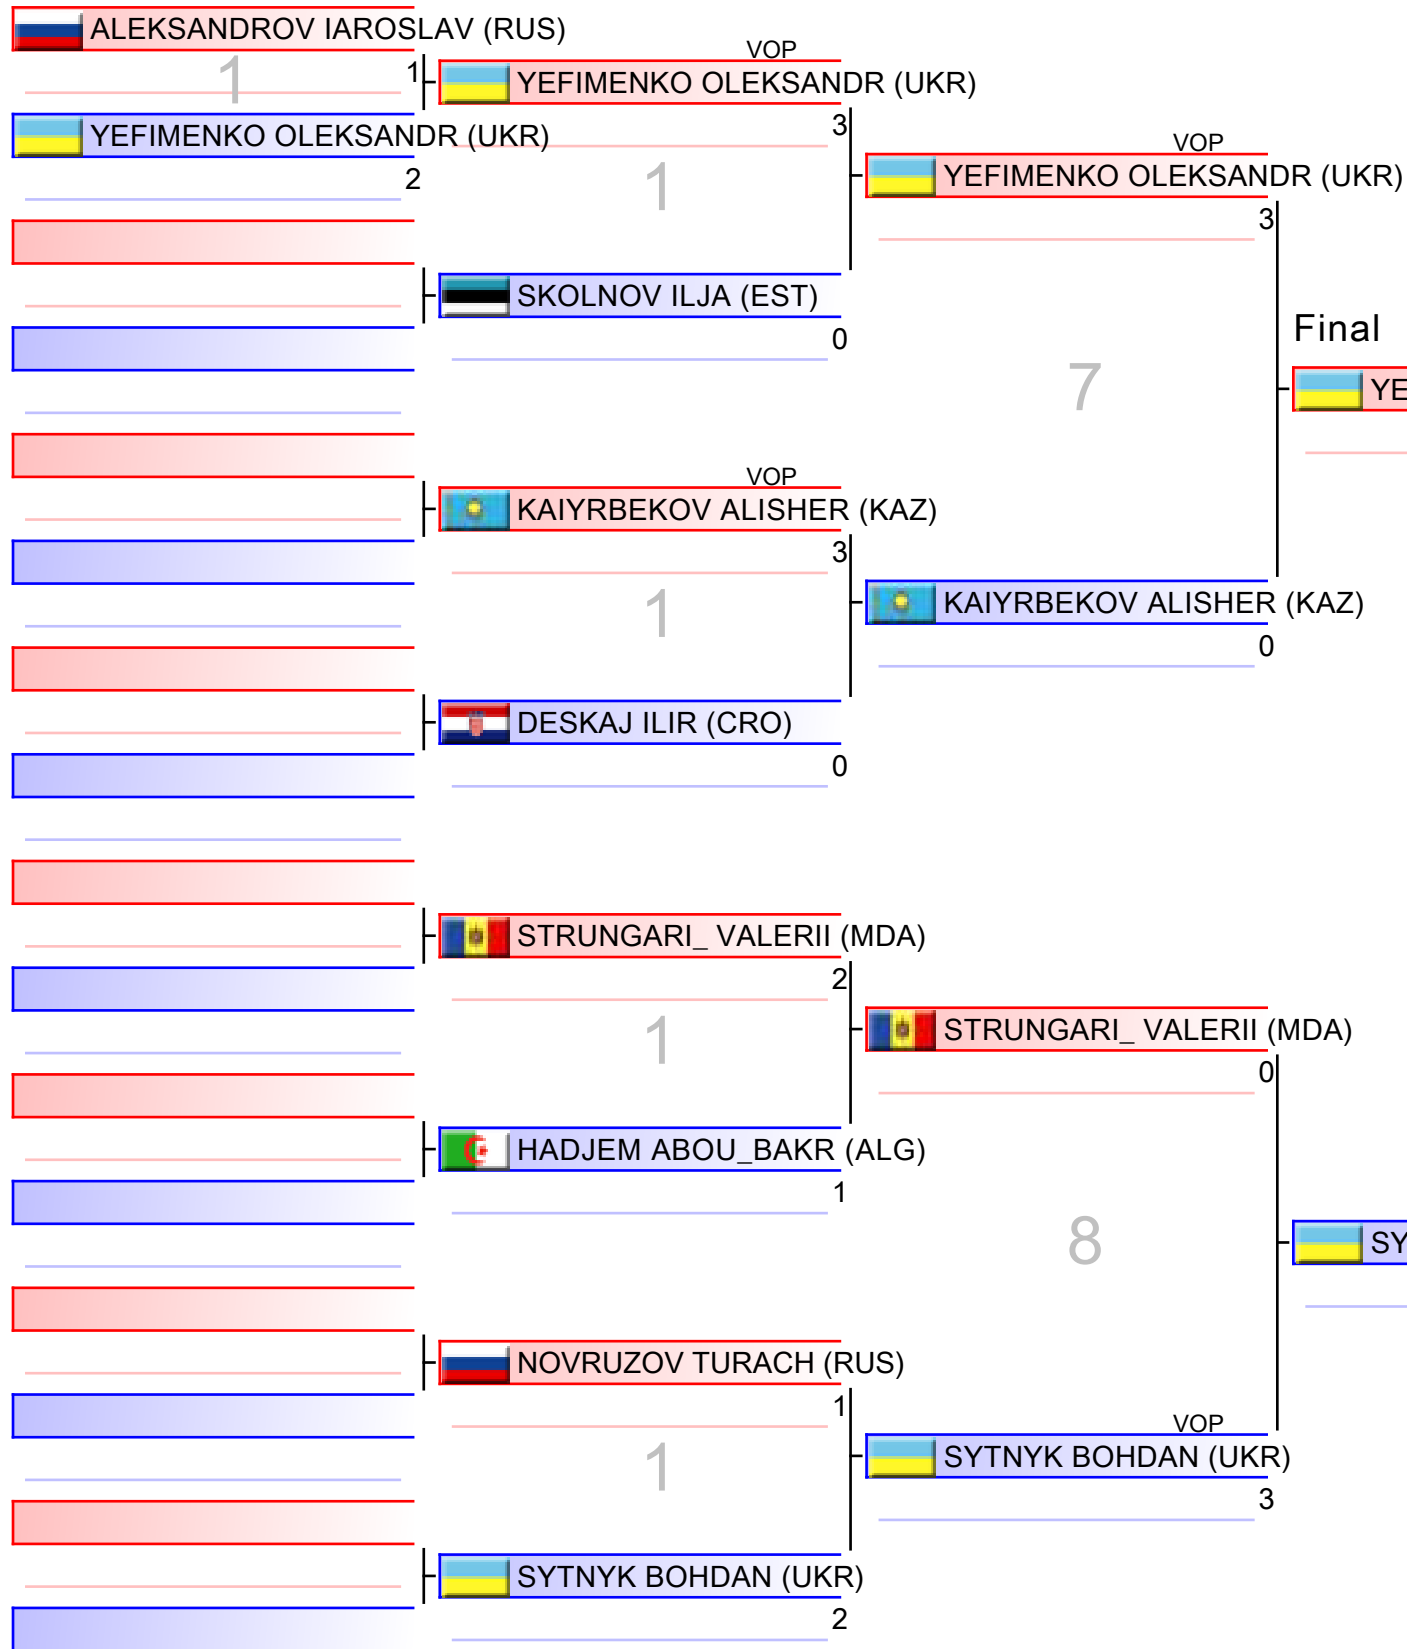 ALEKSANDROV IAROSLAV (RUS)
1
1
YEFIMENKO OLEKSANDR (UKR)
2
VOP
YEFIMENKO OLEKSANDR (UKR)
3
1
SKOLNOV ILJA (EST)
0
VOP
KAIYRBEKOV ALISHER (KAZ)
3
1
DESKAJ ILIR (CRO)
0
STRUNGARI_ VALERII (MDA)
2
1
HADJEM ABOU_BAKR (ALG)
1
NOVRUZOV TURACH (RUS)
1
1
SYTNYK BOHDAN (UKR)
2
VOP
YEFIMENKO OLEKSANDR (UKR)
3
7
KAIYRBEKOV ALISHER (KAZ)
0
STRUNGARI_ VALERII (MDA)
0
8
VOP
SYTNYK BOHDAN (UKR)
3
Final
YE
SY